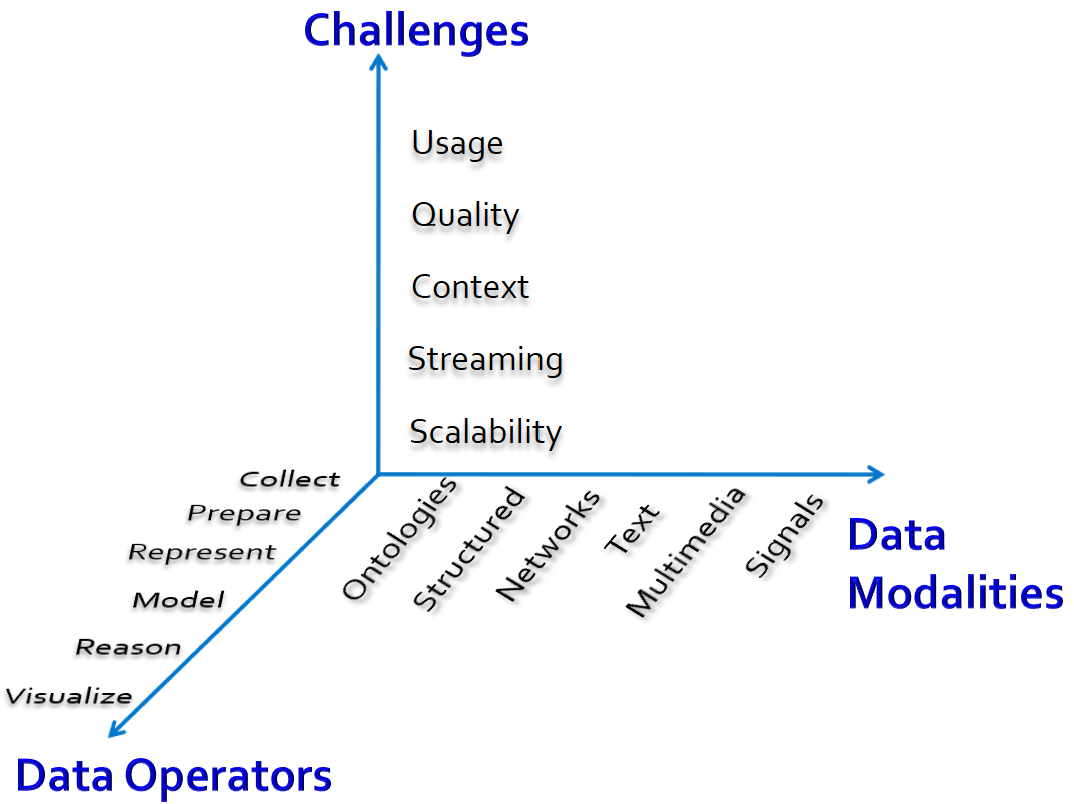 Challenges
Usage
Quality
Context
Streaming
Scalability
Collect
Prepare
Represent
Model
Reason
Visualize
Data Operators
Ontologies
Structured
Networks
Text
Multimedia
Signals
Data
Modalities